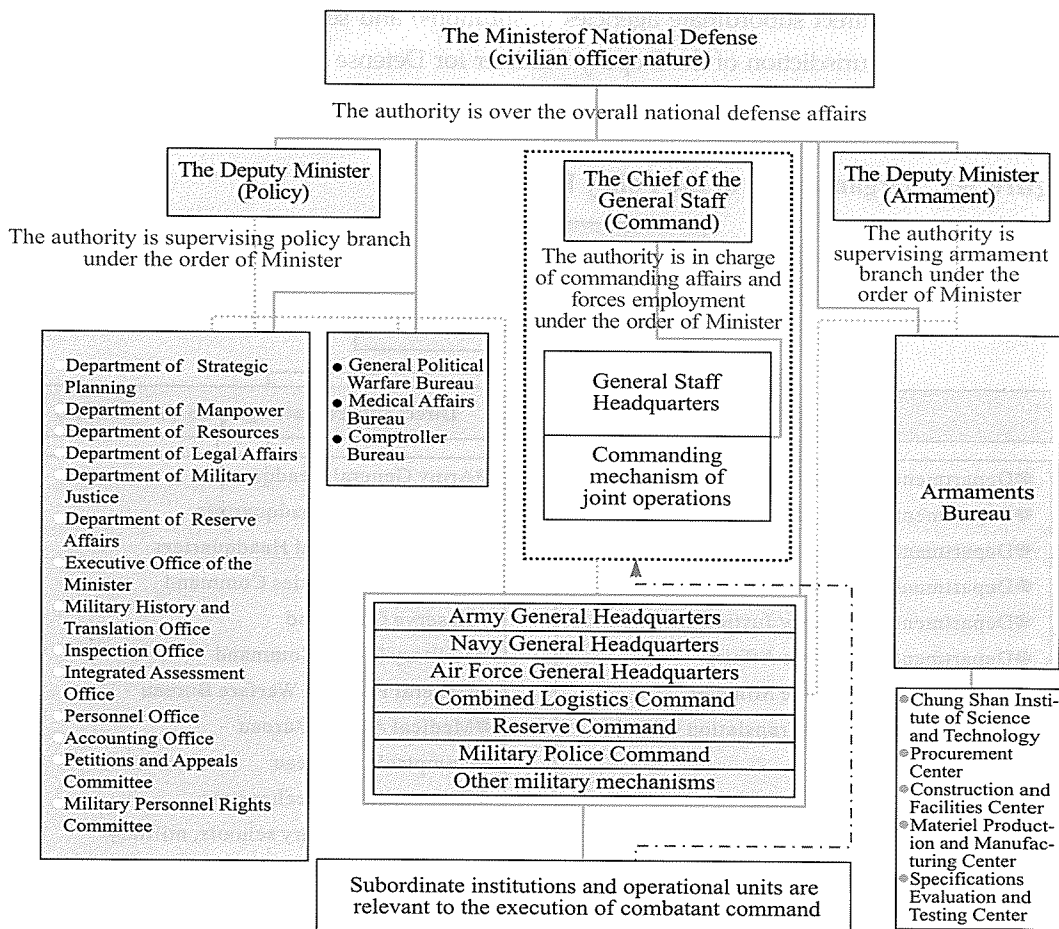 The Ministerof National Defense
(civilian officer nature)
The authority is over the overall national defense affairs
The Deputy Minister
(Policy)
The authority is supervising policy branch
under the order of Minister
The Chief of the
General Staff
(Command)
The authority is in charge
of commanding affairs and
forces employment
under the order of Minister
The Deputy Minister
(Armament)
The authority is
supervising armament
branch under the
order of Minister
Department of Strategic
Planning
Department of Manpower
Department of Resources
Department of Legal Affairs
Department of Military
Justice
Department of Reserve
Affairs
Executive Office of the
Minister
Military History and
Translation Office
Inspection Office
Integrated Assessment
Office
Personnel Office
Accounting Office
Petitions and Appeals
Committee
Military Personnel Rights
Committee
● General Political
Warfare Bureau
● Medical Affairs
Bureau
● Comptroller
Bureau
General Staff
Headquarters
Commanding
mechanism of
joint operations
Armaments
Bureau
Army General Headquarters
Navy General Headquarters
Air Force General Headquarters
Combined Logistics Command
Reserve Command
Military Police Command
Other military mechanisms
● Chung Shan Insti-
tute of Science
and Technology
● Procurement
Center
● Construction and
Facilities Center
● Materiel Product-
ion and Manufac-
turing Center
● Specifications
Evaluation and
Testing Center
Subordinate institutions and operational units are
relevant to the execution of combatant command